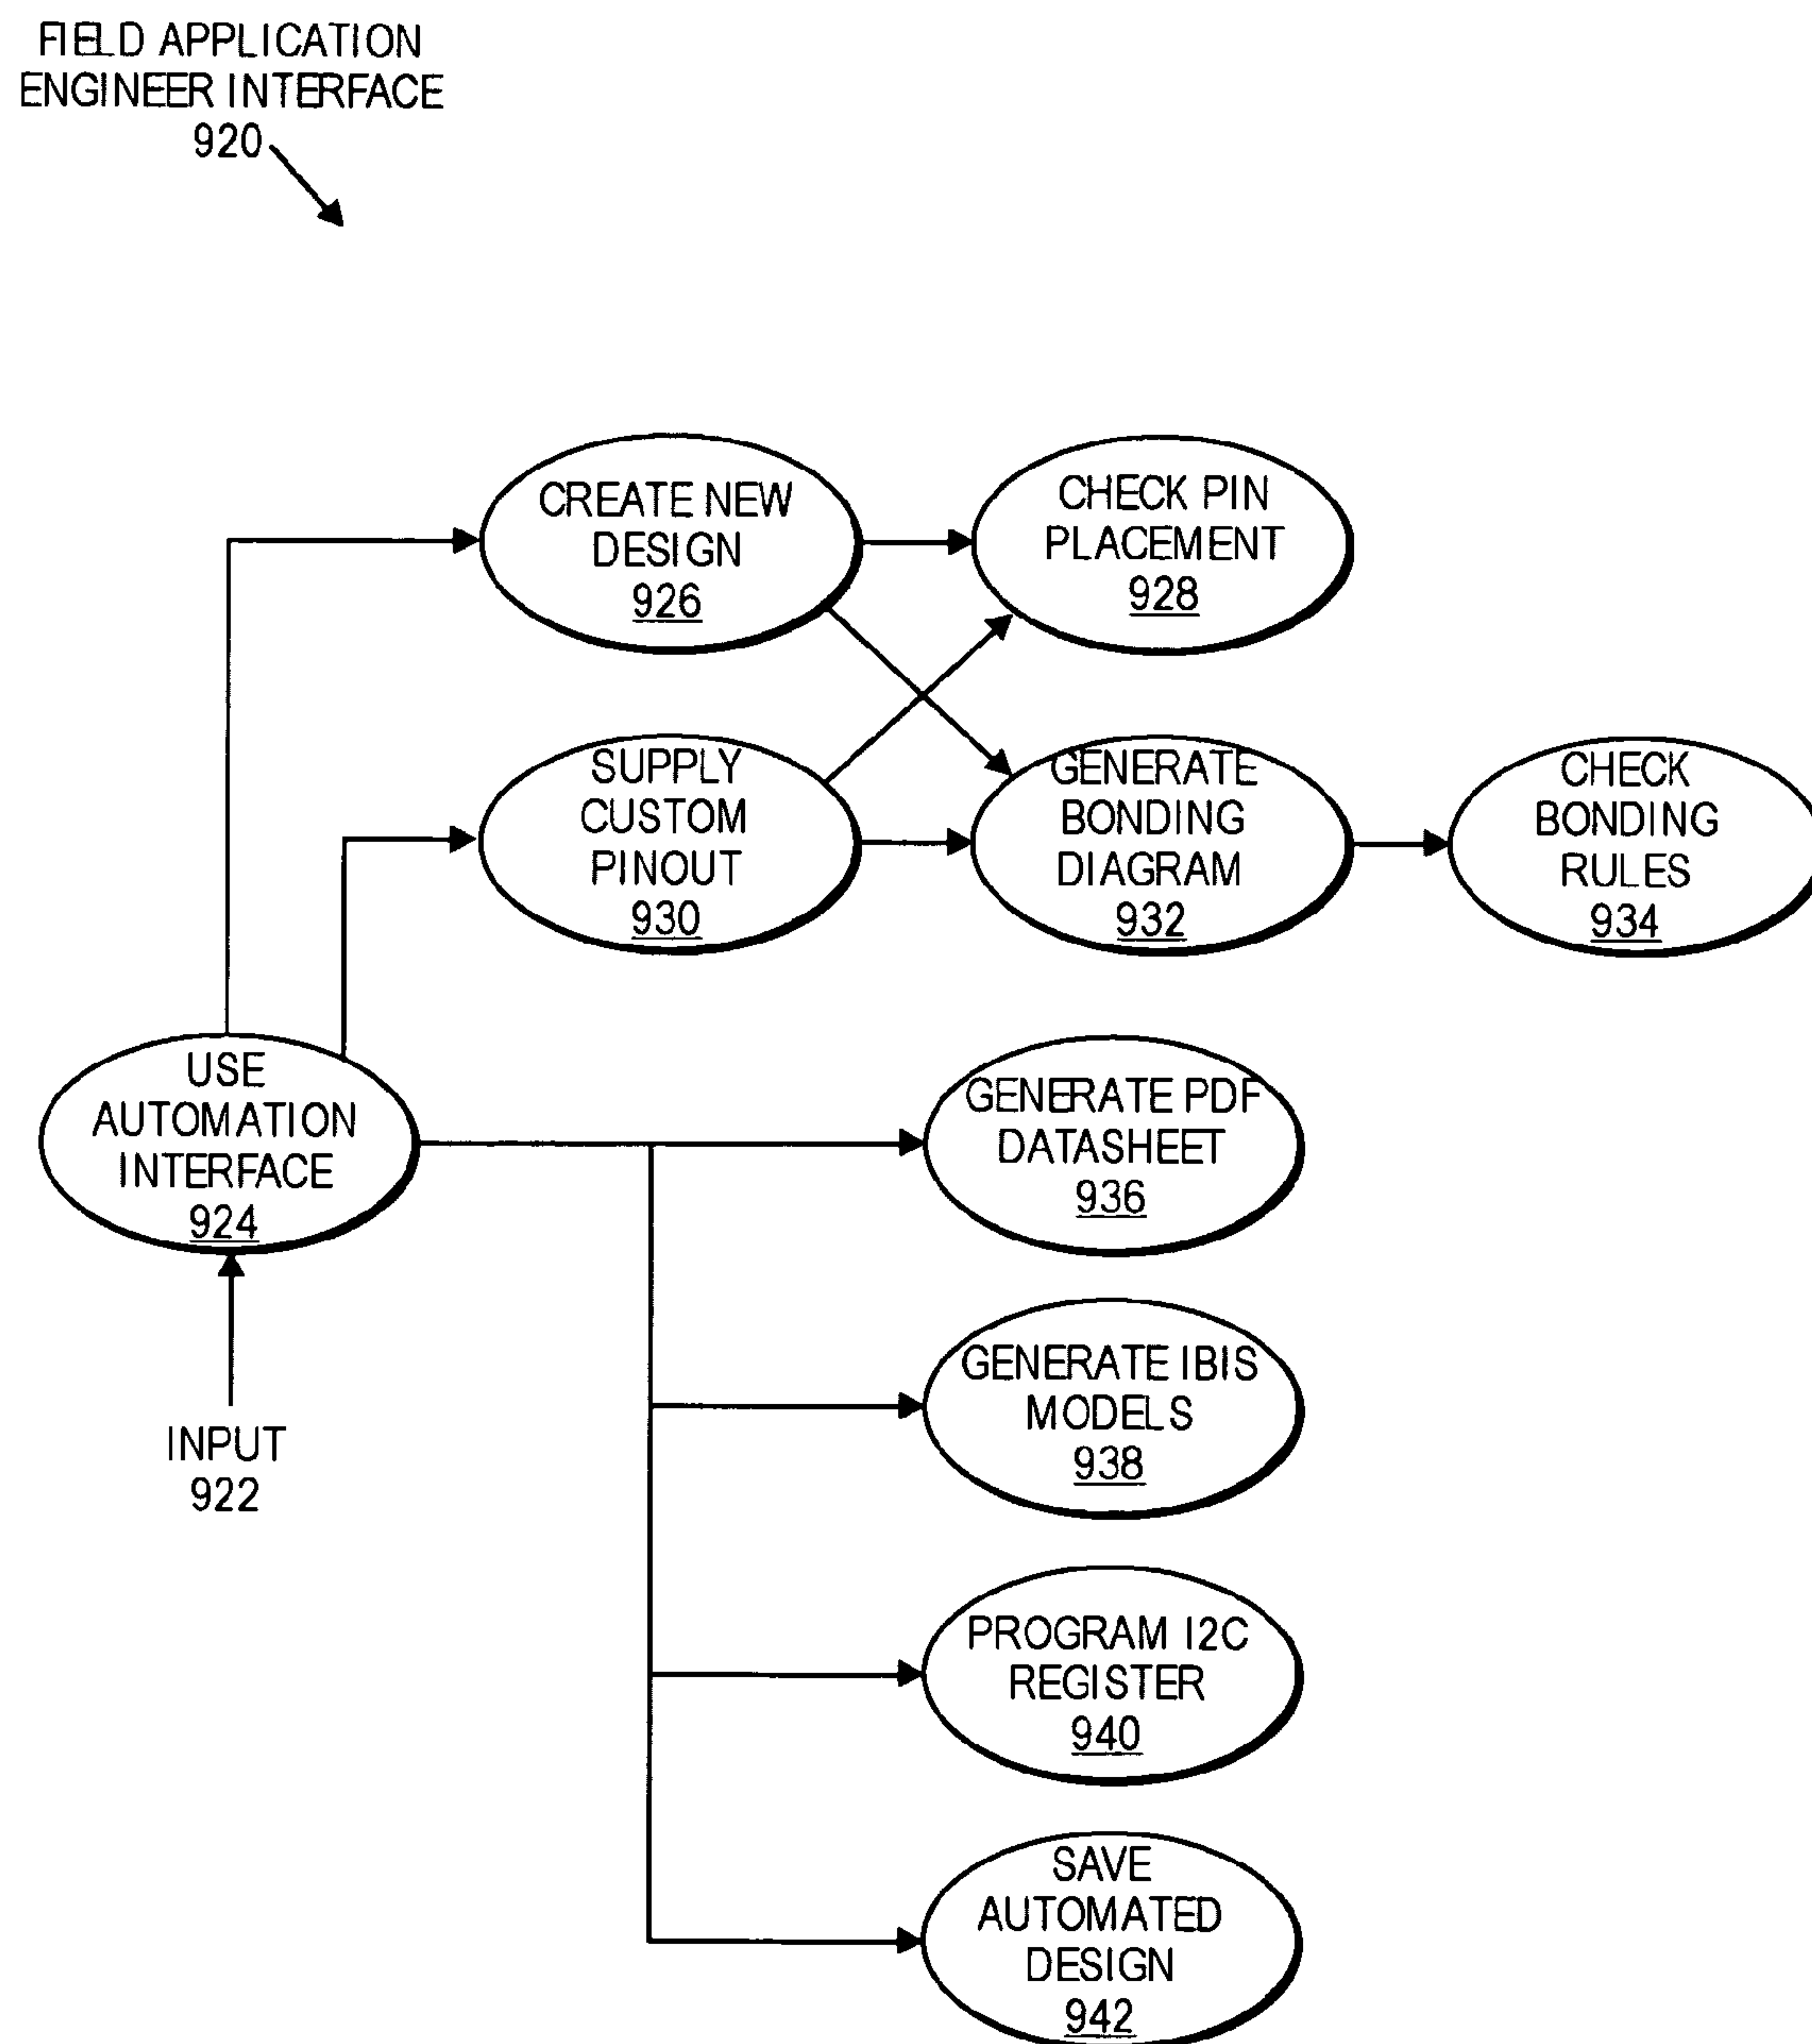 FIELD APPLICATION
ENGINEER INTERFACE
920
CREATE NEW
DESIGN
926
CHECK PIN
PLACEMENT
928
SUPPLY
CUSTOM
PINOUT
930
GENERATE
BONDING
DIAGRAM
932
CHECK
BONDING
RULES
934
USE
AUTOMATION
INTERFACE
924
INPUT
922
GENERATE PDF
DATASHEET
936
GENERATE IBIS
MODELS
938
PROGRAM I2C
REGISTER
940
SAVE
AUTOMATED
DESIGN
942